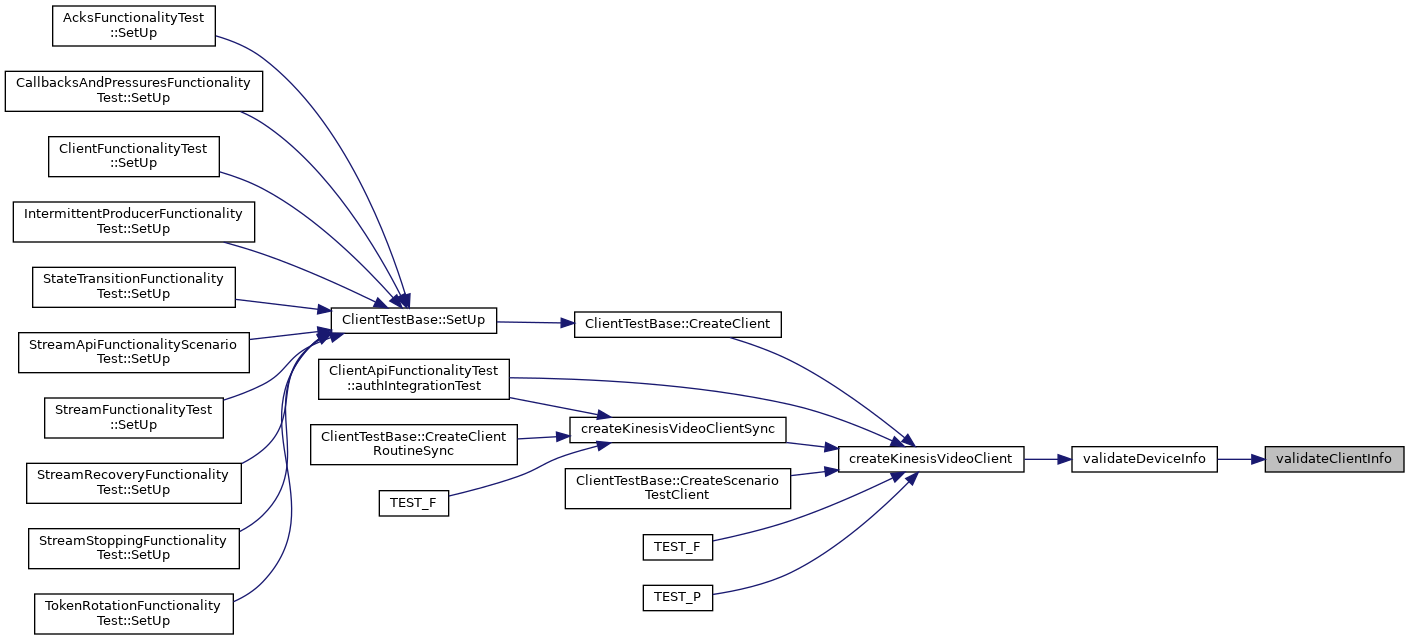 AcksFunctionalityTest
::SetUp
CallbacksAndPressuresFunctionality
Test::SetUp
ClientFunctionalityTest
::SetUp
IntermittentProducerFunctionality
Test::SetUp
StateTransitionFunctionality
Test::SetUp
StreamApiFunctionalityScenario
Test::SetUp
StreamFunctionalityTest
::SetUp
StreamRecoveryFunctionality
Test::SetUp
StreamStoppingFunctionality
Test::SetUp
TokenRotationFunctionality
Test::SetUp
ClientTestBase::SetUp
ClientApiFunctionalityTest
::authIntegrationTest
ClientTestBase::CreateClient
RoutineSync
TEST_F
ClientTestBase::CreateClient
createKinesisVideoClientSync
ClientTestBase::CreateScenario
TestClient
TEST_F
TEST_P
createKinesisVideoClient
validateDeviceInfo
validateClientInfo